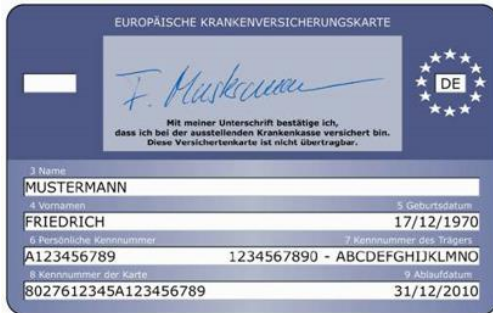 EUROPÄISCHE KRANKENVERSICHERUNGSKARTE
F. Mustermann
DE
Mit meiner Unterschrift bestätige ich,
dass ich bei der ausstellenden Krankenkasse versichert bin.
Diese Versichertenkarte ist nicht übertragbar.
3 Name
MUSTERMANN
4 Vornamen 5 Geburtsdatum
FRIEDRICH 17/12/1970
6 Persönliche Kennnummer 7 Kennnummer des Trägers
A123456789 1234567890 - ABCDEFGHIJKLMNO
8 Kennnummer der Karte 9 Ablaufdatum
8027612345A123456789 31/12/2010